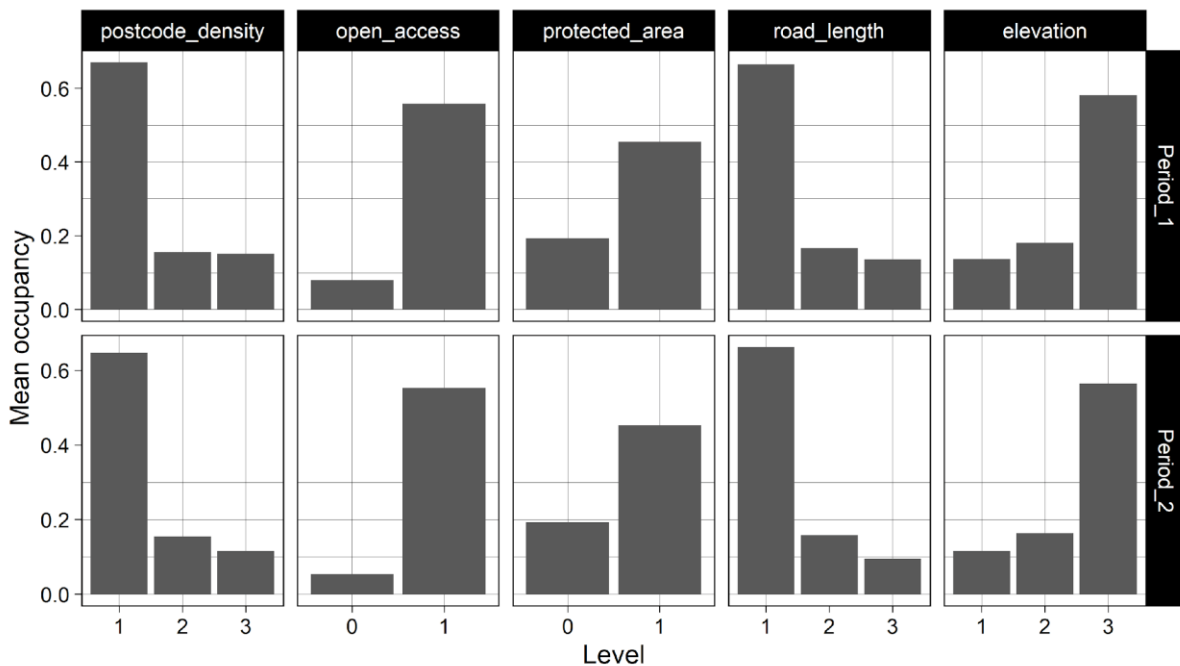 postcode_density open_access protected_area road_length elevation
Mean occupancy
0.6
0.4
0.2
0.0
Period_1
0.6
0.4
0.2
0.0
Period_2
1 2 3 0 1 0 1 1 2 3 1 2 3
Level